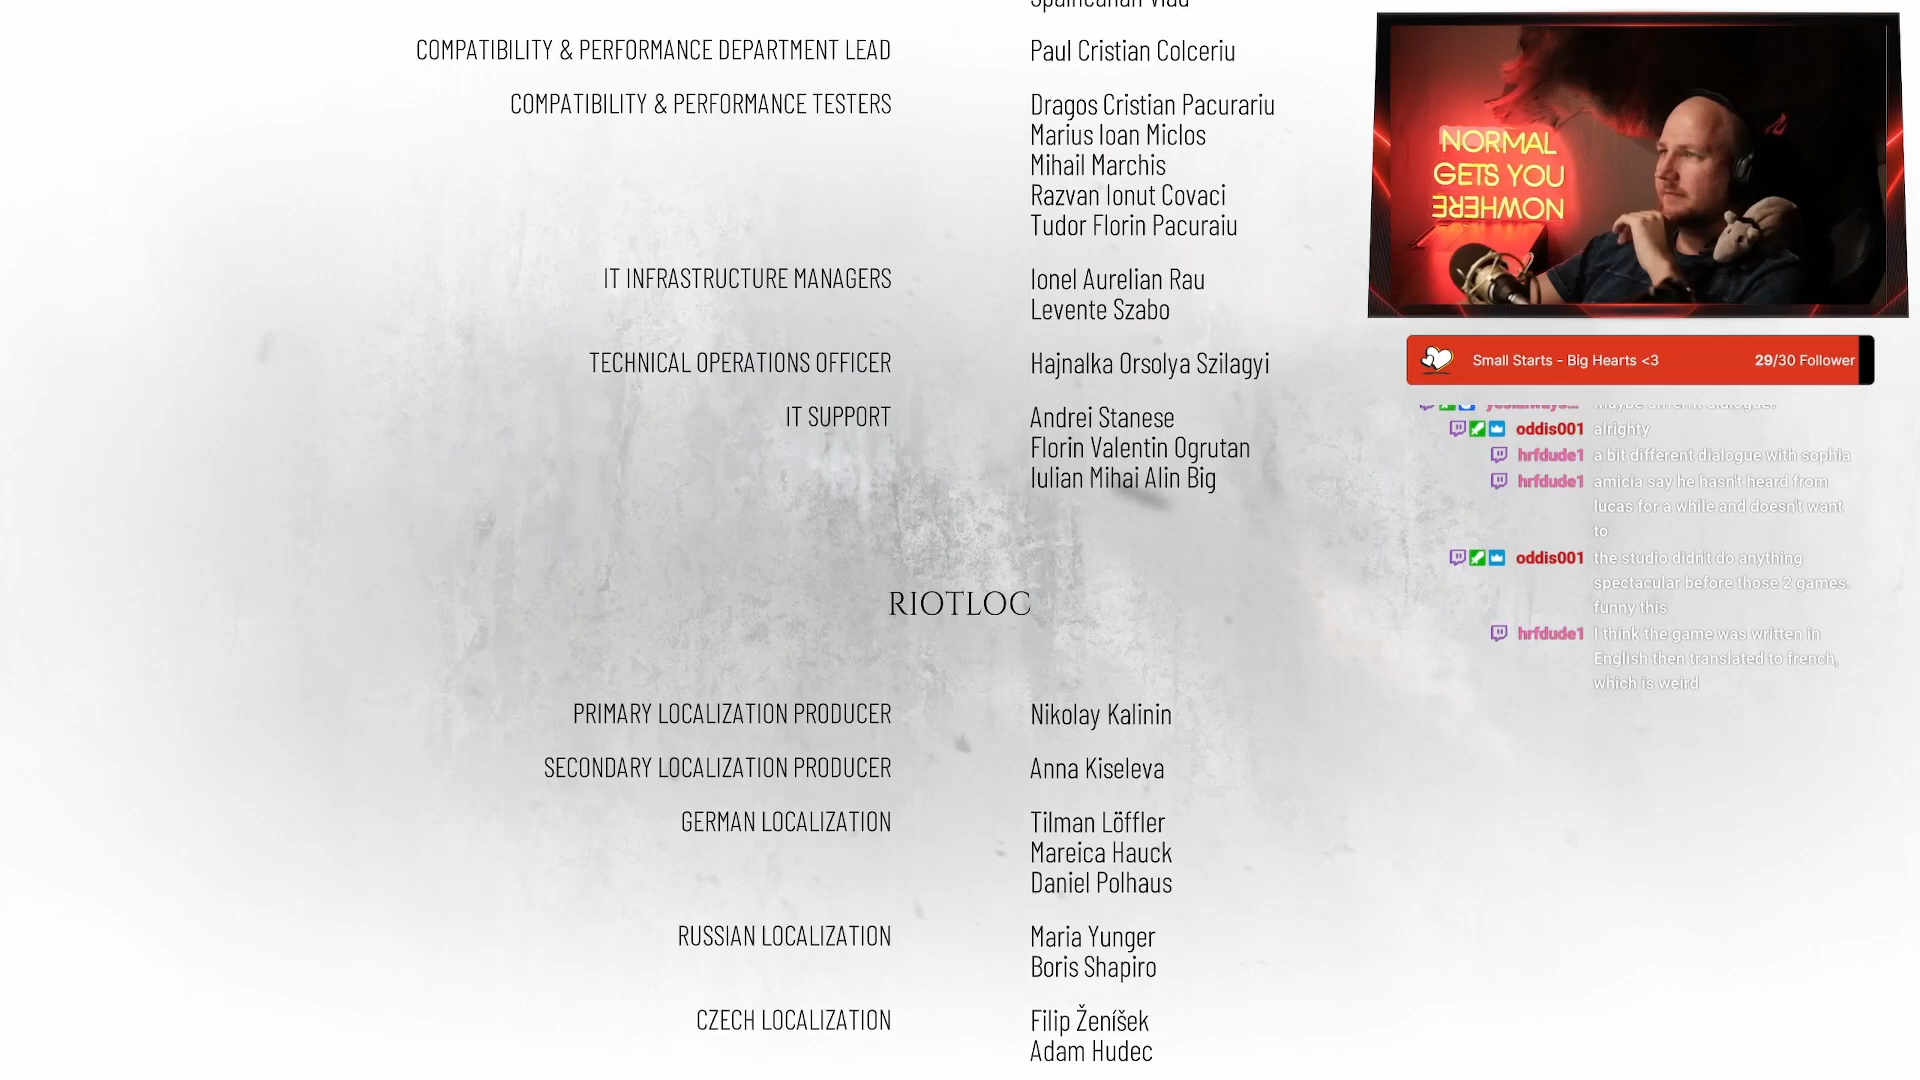 COMPATIBILITY & PERFORMANCE DEPARTMENT LEAD
Paul Cristian Colceriu
COMPATIBILITY & PERFORMANCE TESTERS
Dragos Cristian Pacurariu
Marius Ioan Miclos
Mihail Marchis
Razvan Ionut Covaci
Tudor Florin Pacuraiu
IT INFRASTRUCTURE MANAGERS
Ionel Aurelian Rau
Levente Szabo
TECHNICAL OPERATIONS OFFICER
Hajnalka Orsolya Szilagyi
IT SUPPORT
Andrei Stanese
Florin Valentin Ogrutan
Iulian Mihai Alin Big
RIOTLOC
PRIMARY LOCALIZATION PRODUCER
Nikolay Kalinin
SECONDARY LOCALIZATION PRODUCER
Anna Kiseleva
GERMAN LOCALIZATION
Tilman Löffler
Mareica Hauck
Daniel Polhaus
RUSSIAN LOCALIZATION
Maria Yunger
Boris Shapiro
CZECH LOCALIZATION
Filip Ženíšek
Adam Hudec
NORMAL
GETS YOU
NOWHERE
Small Starts - Big Hearts <3 29/30 Follower
oddis001 alrighty
hrfdude1 a bit different dialogue with sophia
hrfdude1 amicia say he hasn't heard from
lucas for a while and doesn't want
to
oddis001 the studio didn't do anything
spectacular before those 2 games.
funny this
hrfdude1 I think the game was written in
English then translated to french,
which is weird